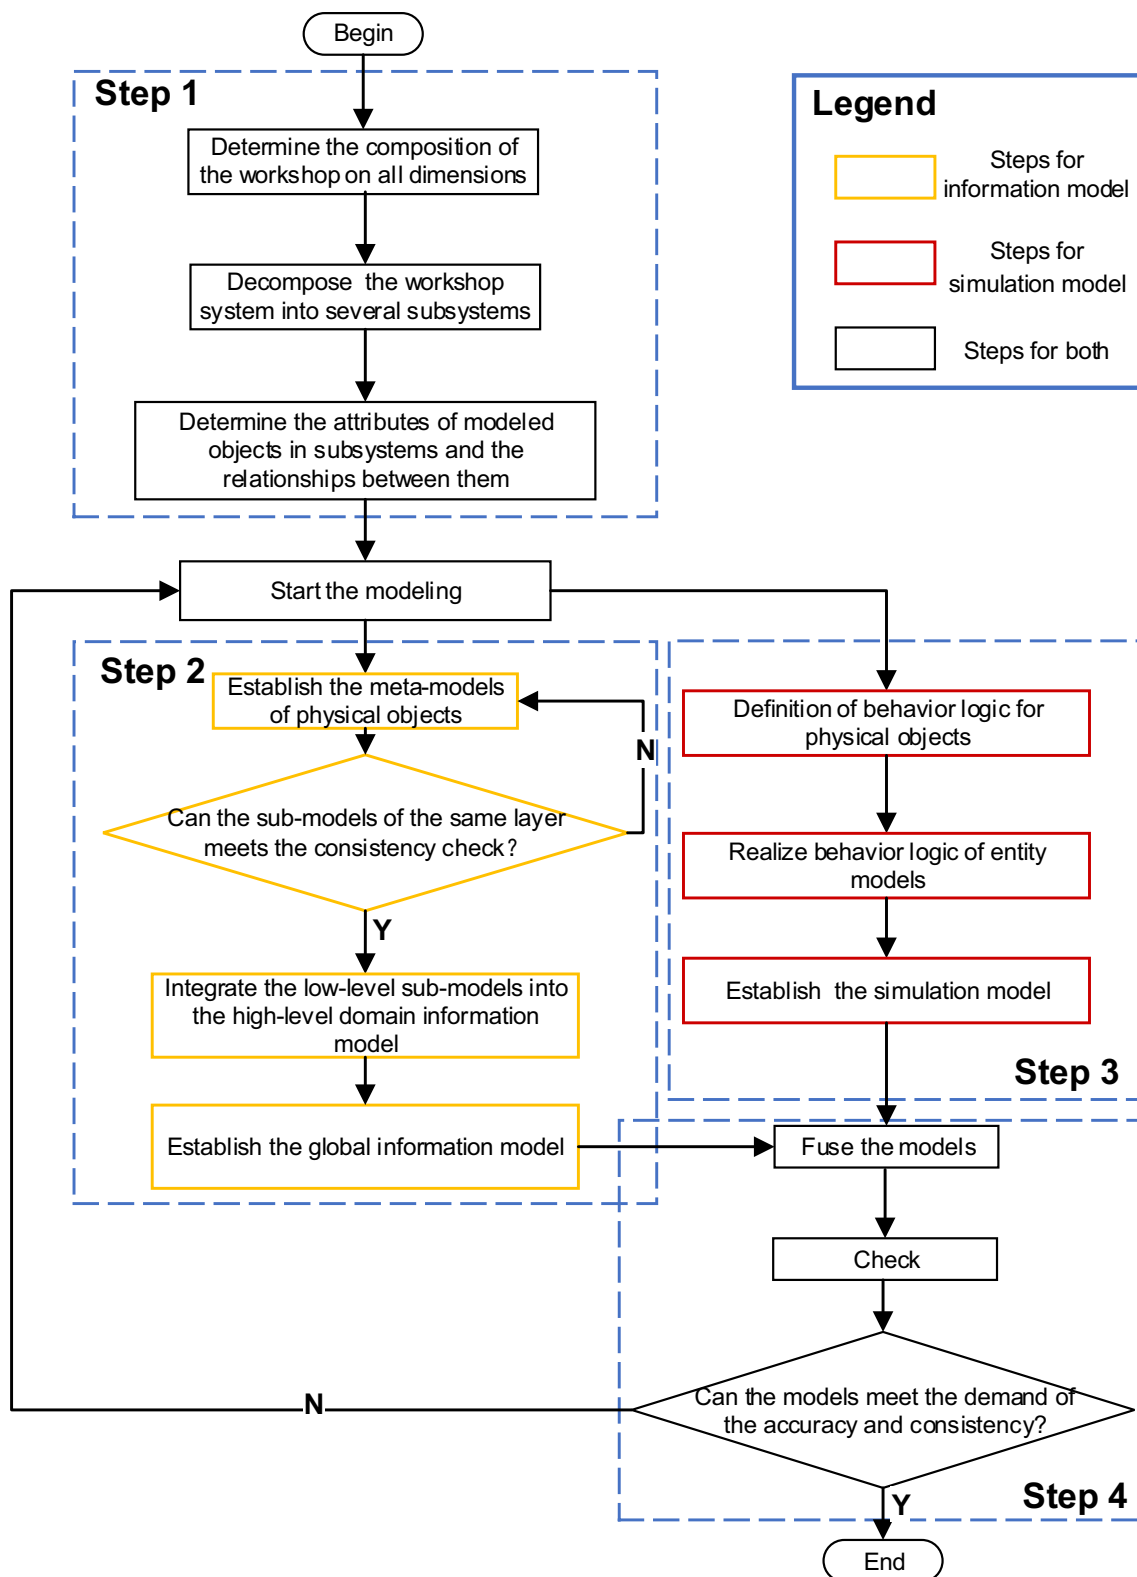 Begin
Step 1
Determine the composition of
the workshop on all dimensions
Decompose the workshop
system into several subsystems
Determine the attributes of modeled
objects in subsystems and the
relationships between them
Legend
Steps for
information model
Steps for
simulation model
Steps for both
Start the modeling
Step 2
Establish the meta-models
of physical objects
N
Can the sub-models of the same layer
meets the consistency check?
Y
Integrate the low-level sub-models into
the high-level domain information
model
Establish the global information model
Definition of behavior logic for
physical objects
Realize behavior logic of entity
models
Establish the simulation model
Step 3
Fuse the models
Check
Can the models meet the demand of
the accuracy and consistency?
N
Y
Step 4
End